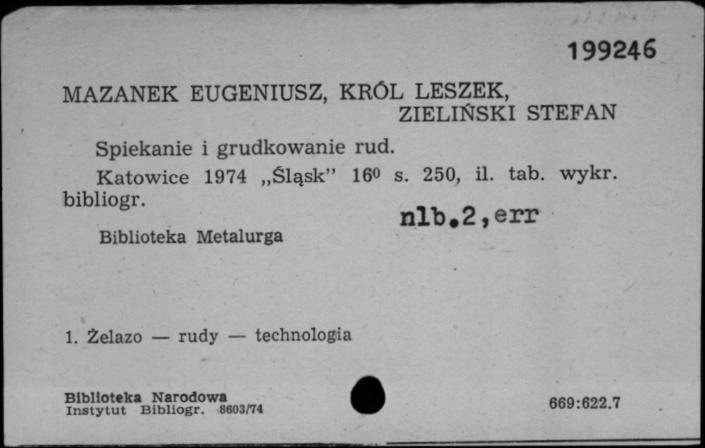 199246
MAZANEK EUGENIUSZ, KRÓL LESZEK,
ZIELIŃSKI STEFAN
Spiekanie i grudkowanie rud.
Katowice 1974 „Śląsk” 16⁰ s. 250, il. tab. wykr.
bibliogr.
nlb.2,err
Biblioteka Metalurga
1. Żelazo — rudy — technologia
Biblioteka Narodowa
Instytut Bibliogr. 8603/74
669:622.7